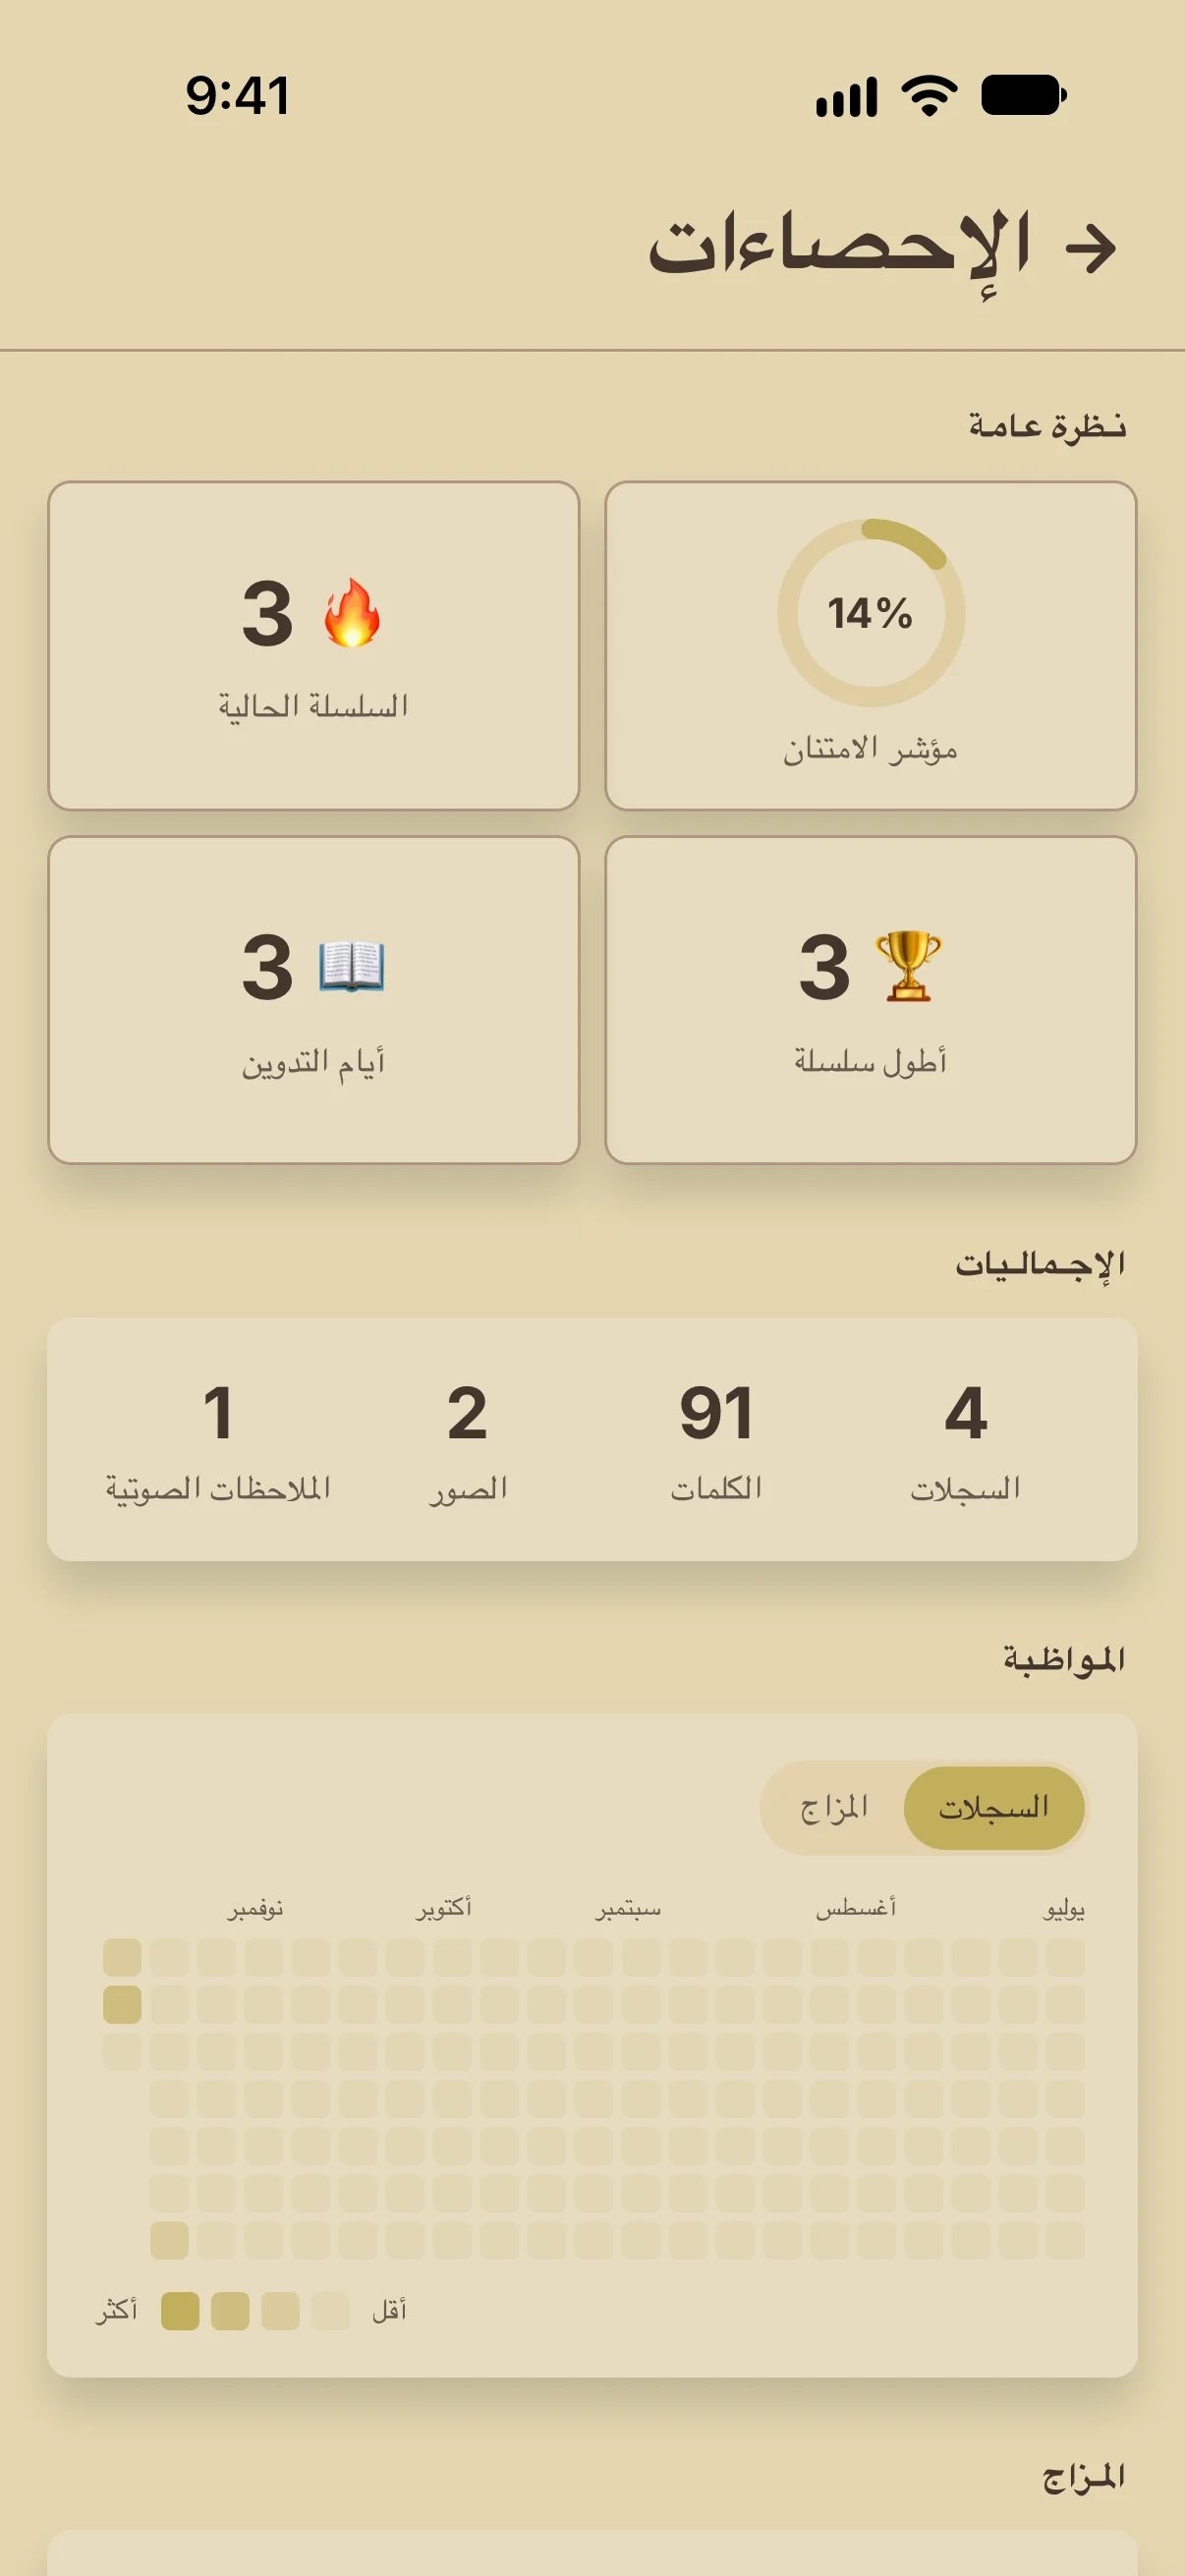 9:41
الإحصاءات
نظرة عامة
14%
مؤشر الامتنان
3
السلسلة الحالية
3
أطول سلسلة
3
أيام التدوين
الإجماليات
4 91 2 1
السجلات الكلمات الصور الملاحظات الصوتية
المواظبة
السجلات المزاج
يوليو أغسطس سبتمبر أكتوبر نوفمبر
أقل أكثر
المزاج